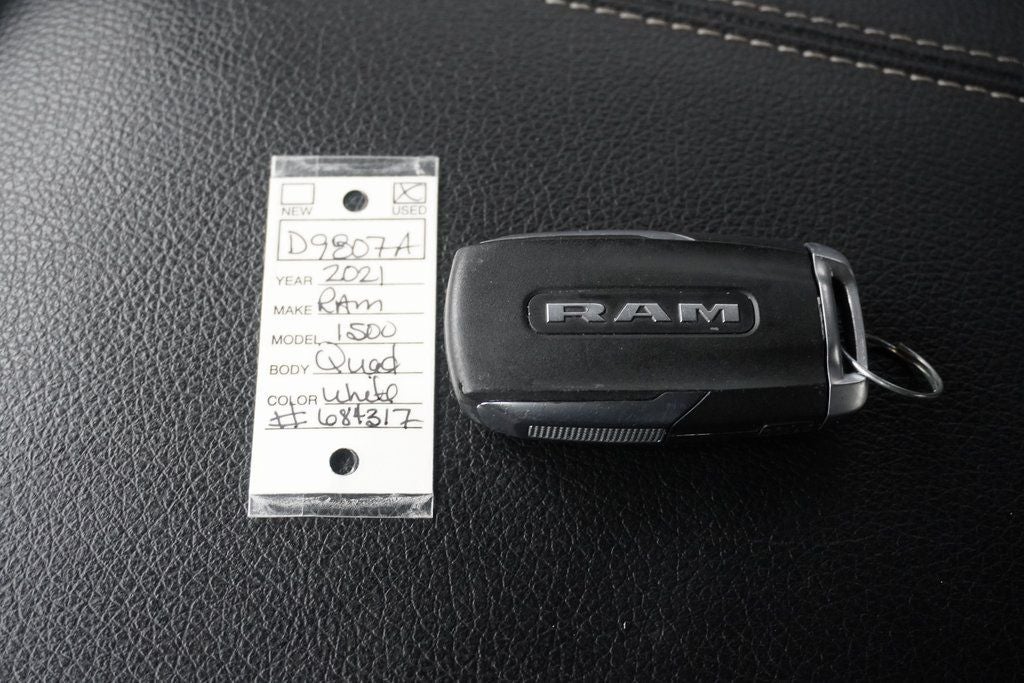 NEW USED
D9807A
YEAR 2021
MAKE RAM
MODEL 1500
BODY Quad
COLOR White
# 684317
RAM